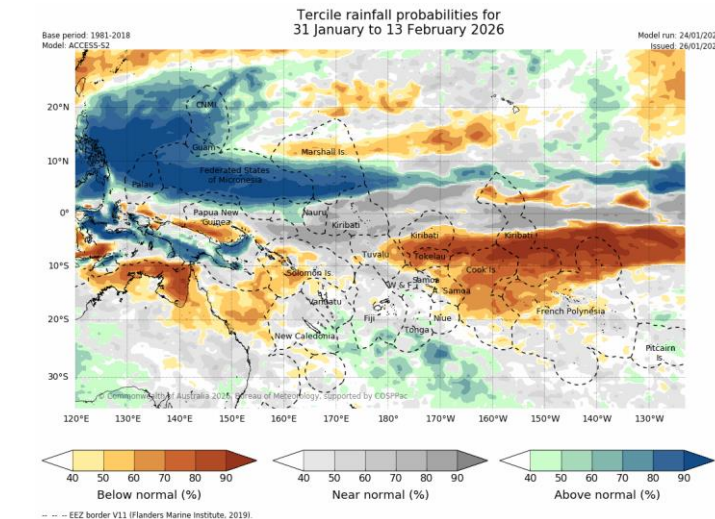 Tercile rainfall probabilities for
31 January to 13 February 2026
Base period: 1981-2018
Model: ACCESS-S2
Model run: 24/01/202
Issued: 26/01/202
20°N
10°N
0°
10°S
20°S
30°S
CNMI
Guam
Marshall Is.
Palau
Federated States
of Micronesia
Papua New
Guinea
Nauru
Kiribati
Kiribati
Kiribati
Tuvalu
Tokelau
Solomon Is.
Cook Is.
W & F
Samoa
A. Samoa
Vanuatu
Fiji
Niue
French Polynesia
Tonga
New Caledonia
Pitcairn
Is.
© Commonwealth of Australia 2026, Bureau of Meteorology, supported by COSPPac
120°E 130°E 140°E 150°E 160°E 170°E 180° 170°W 160°W 150°W 140°W 130°W
40 50 60 70 80 90
Below normal (%)
40 50 60 70 80 90
Near normal (%)
40 50 60 70 80 90
Above normal (%)
-- -- -- EEZ border V11 (Flanders Marine Institute, 2019).